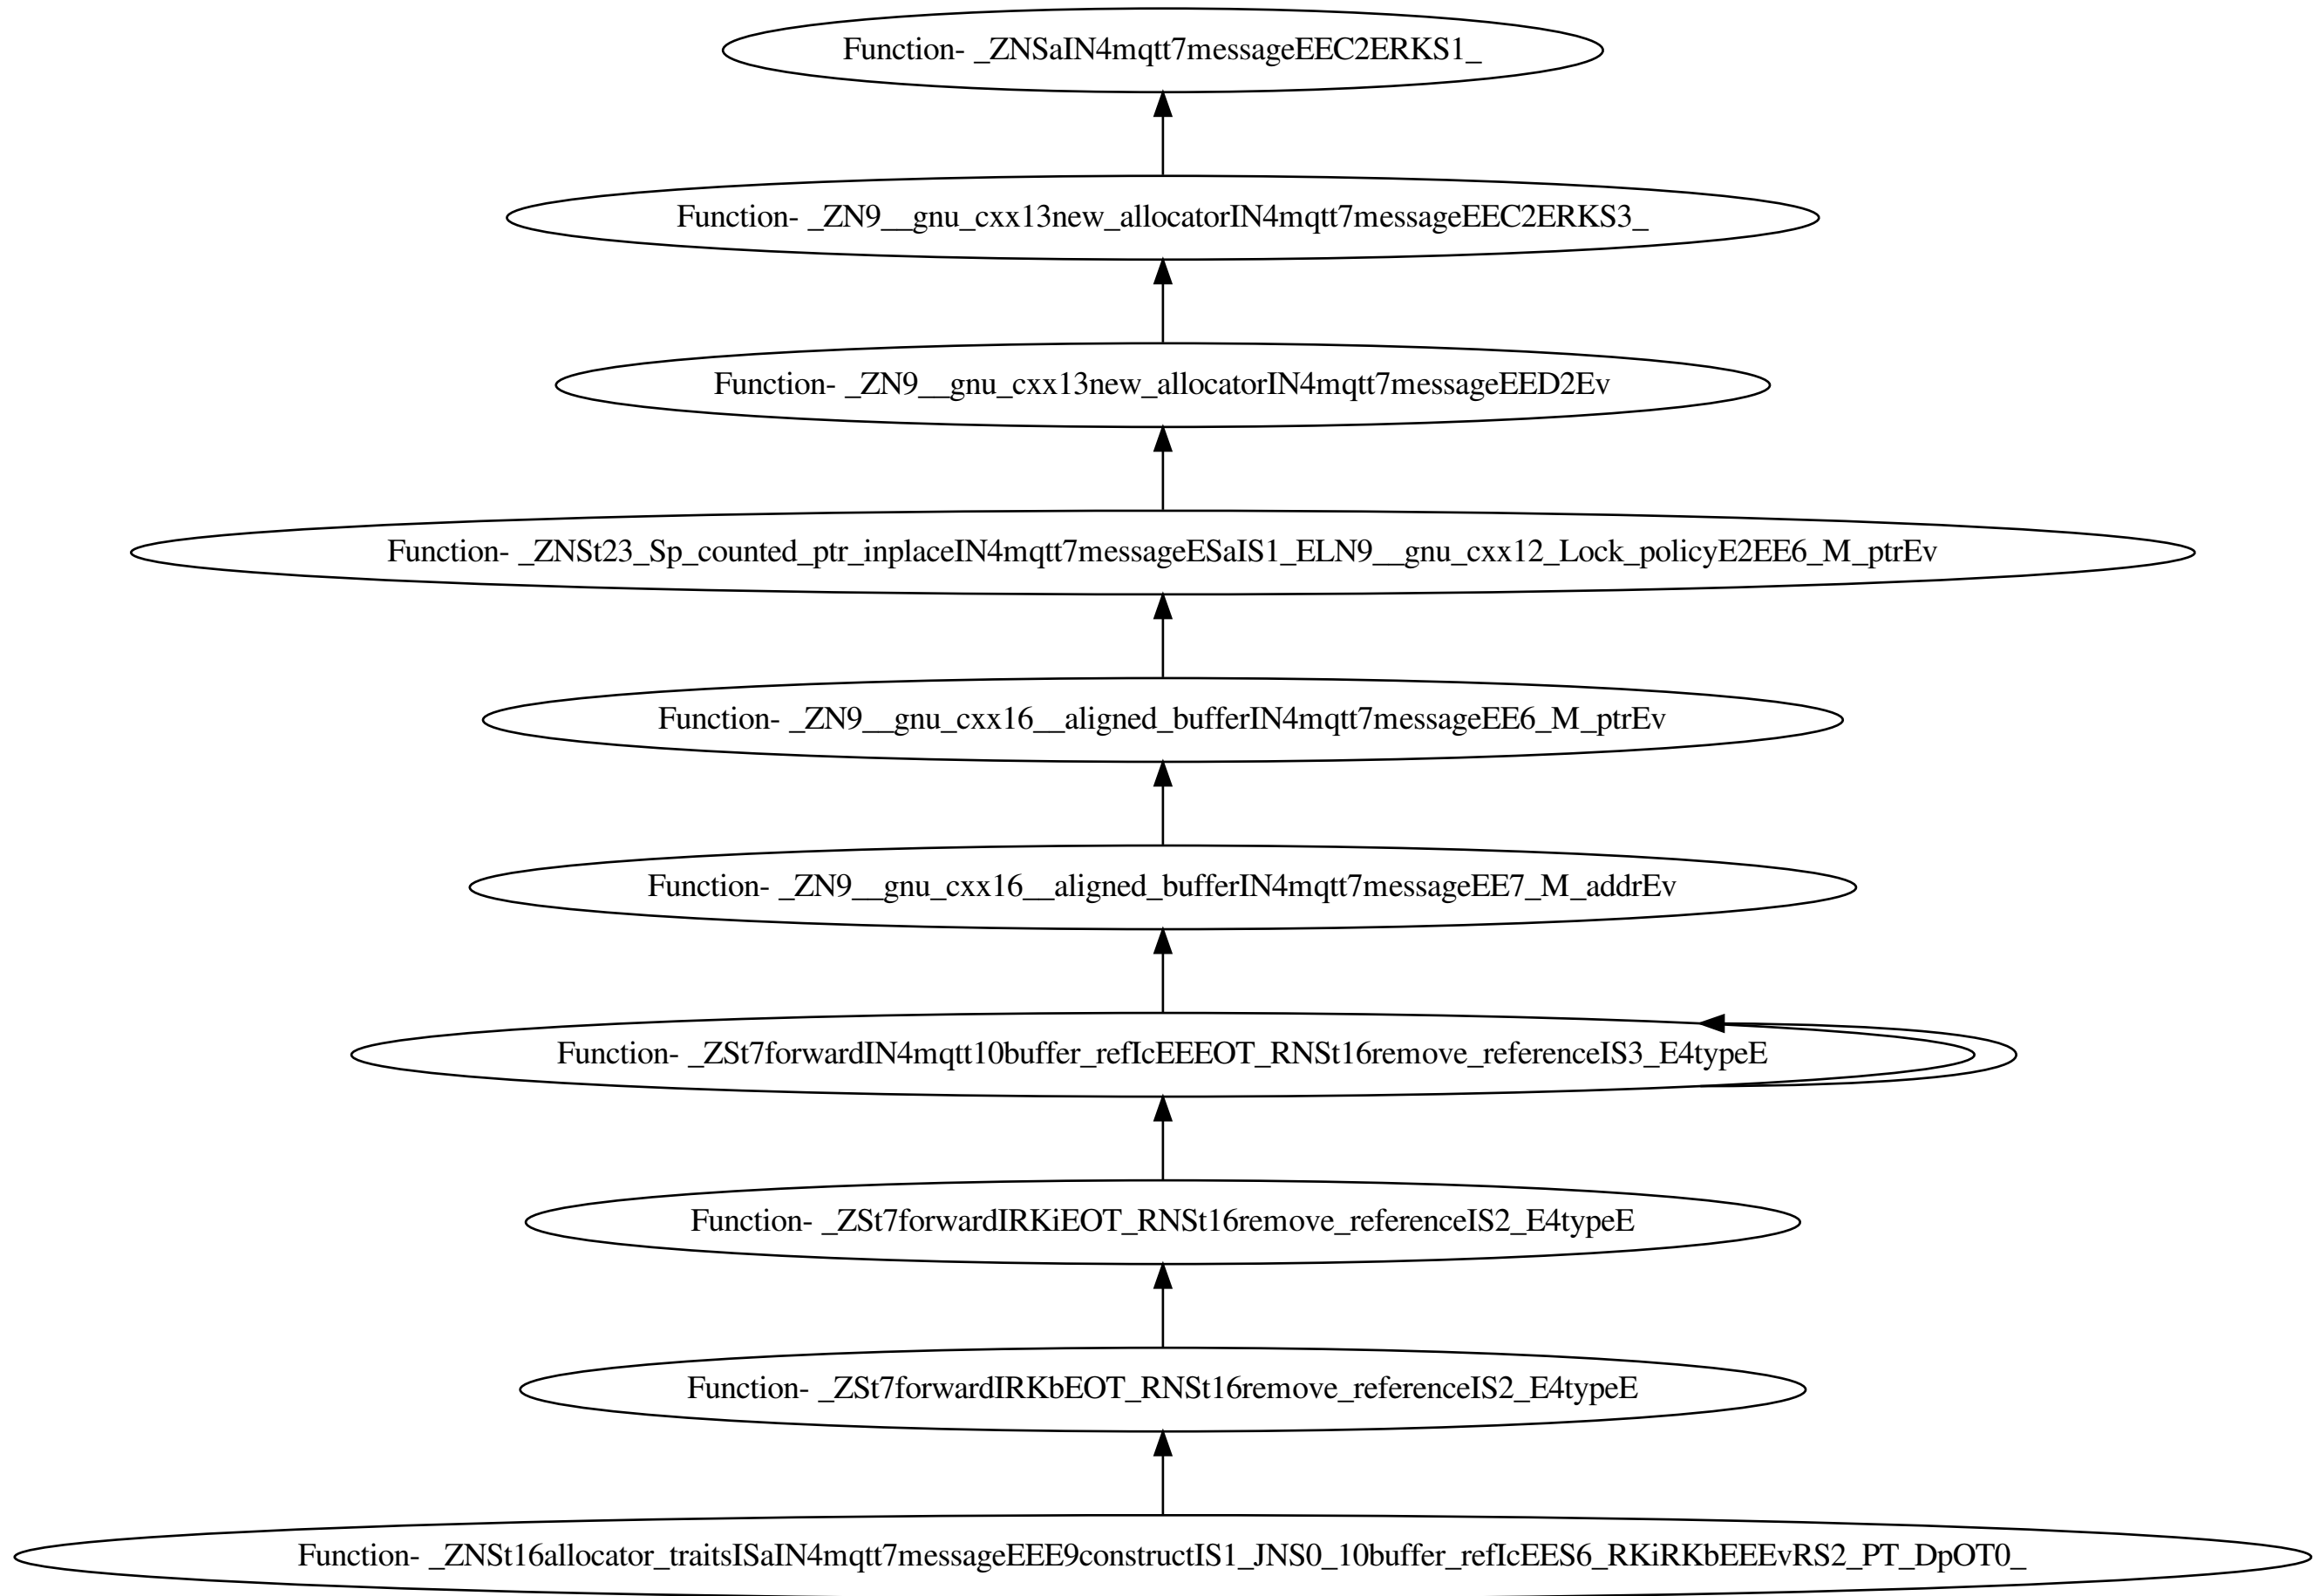 Function- _ZNSaIN4mqtt7messageEEC2ERKS1_
Function- _ZN9__gnu_cxx13new_allocatorIN4mqtt7messageEEC2ERKS3_
Function- _ZN9__gnu_cxx13new_allocatorIN4mqtt7messageEED2Ev
Function- _ZNSt23_Sp_counted_ptr_inplaceIN4mqtt7messageESaIS1_ELN9__gnu_cxx12_Lock_policyE2EE6_M_ptrEv
Function- _ZN9__gnu_cxx16__aligned_bufferIN4mqtt7messageEE6_M_ptrEv
Function- _ZN9__gnu_cxx16__aligned_bufferIN4mqtt7messageEE7_M_addrEv
Function- _ZSt7forwardIN4mqtt10buffer_refIcEEEOT_RNSt16remove_referenceIS3_E4typeE
Function- _ZSt7forwardIRKiEOT_RNSt16remove_referenceIS2_E4typeE
Function- _ZSt7forwardIRKbEOT_RNSt16remove_referenceIS2_E4typeE
Function- _ZNSt16allocator_traitsISaIN4mqtt7messageEEE9constructIS1_JNS0_10buffer_refIcEES6_RKiRKbEEEvRS2_PT_DpOT0_